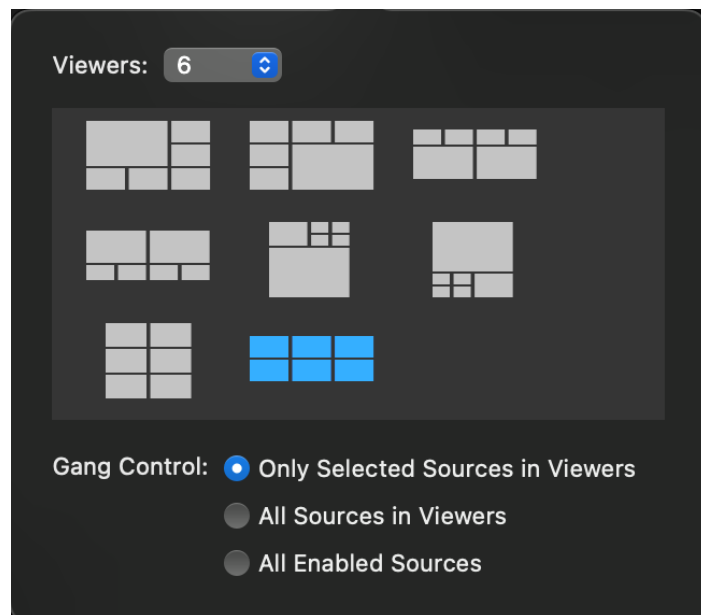 Viewers: 6
Gang Control: Only Selected Sources in Viewers
All Sources in Viewers
All Enabled Sources